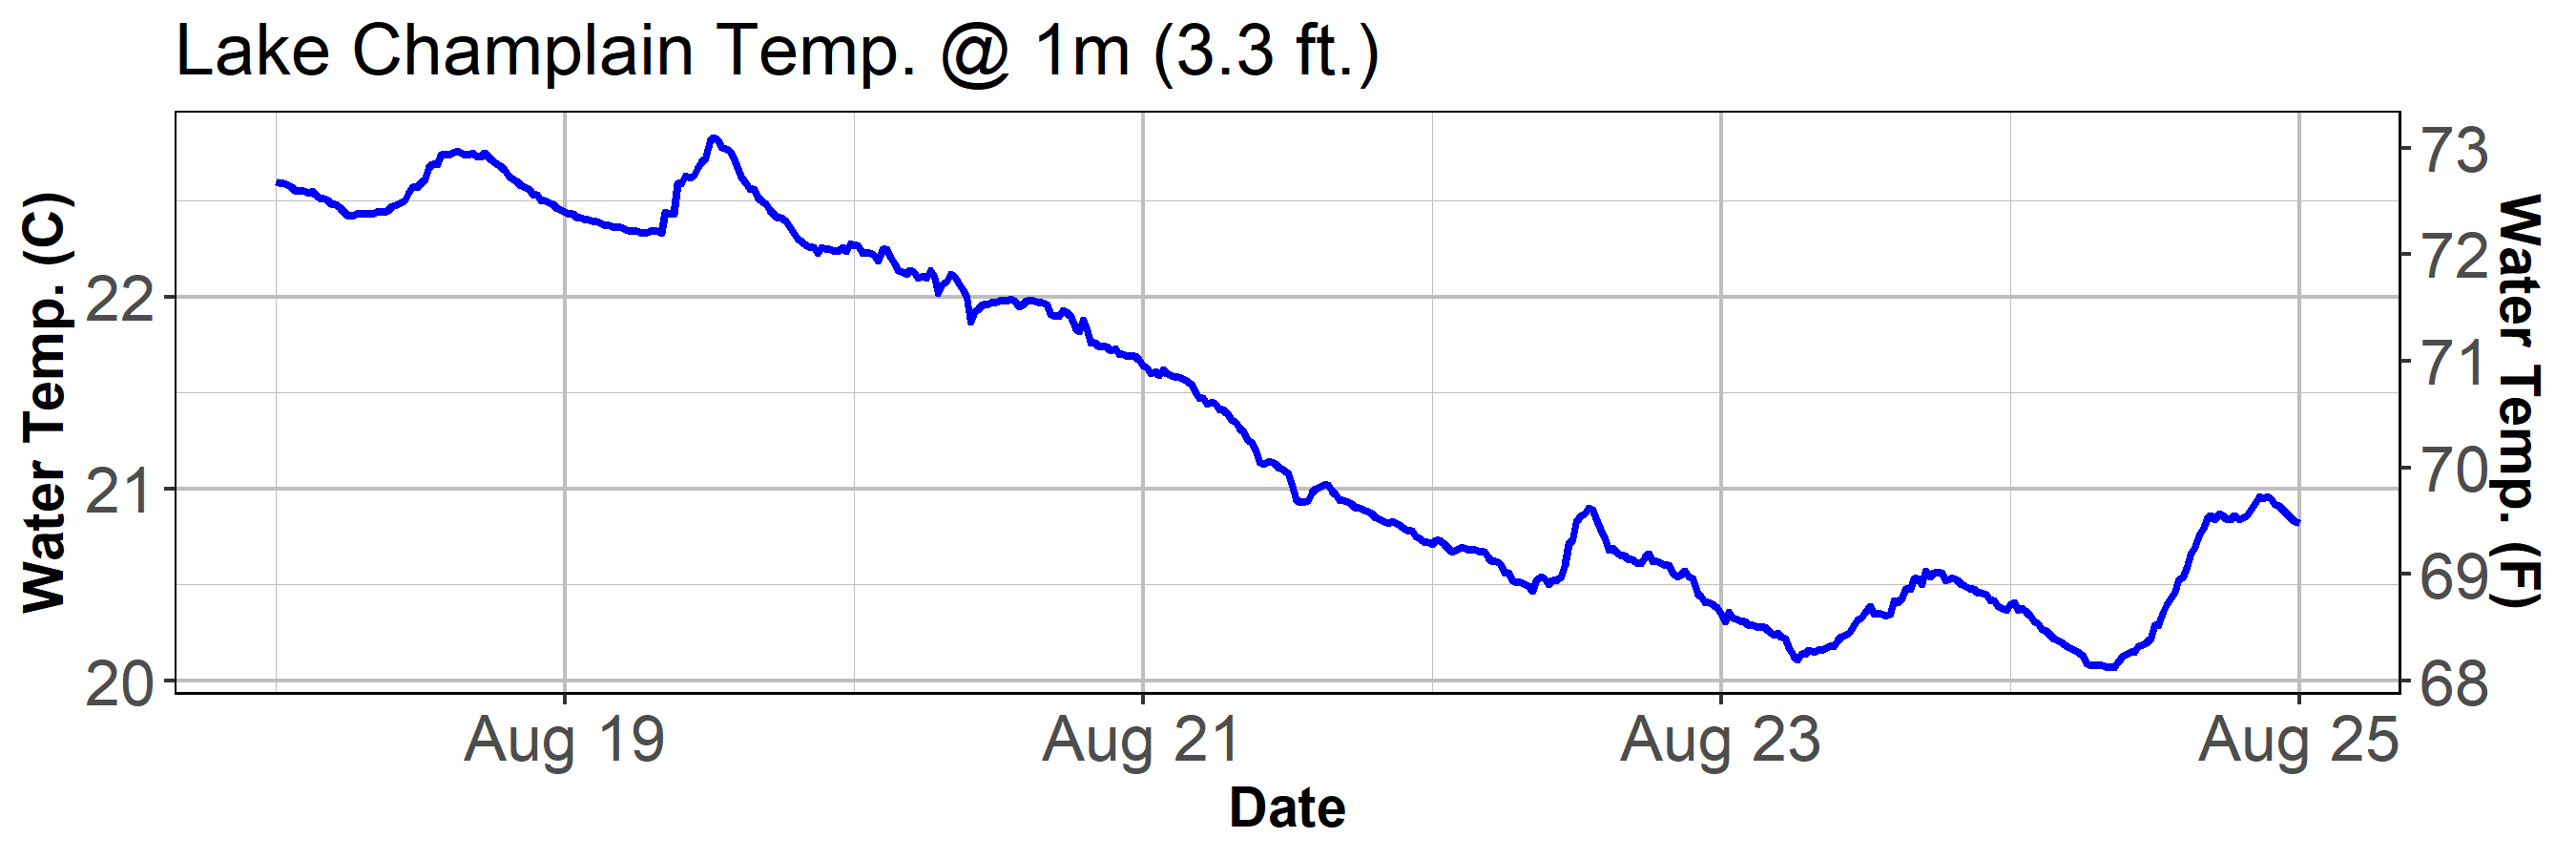 Lake Champlain Temp. @ 1m (3.3 ft.)
Water Temp. (C)
22
21
20
73
72
71
70
69
68
Water Temp. (F)
Aug 19 Aug 21 Aug 23 Aug 25
Date